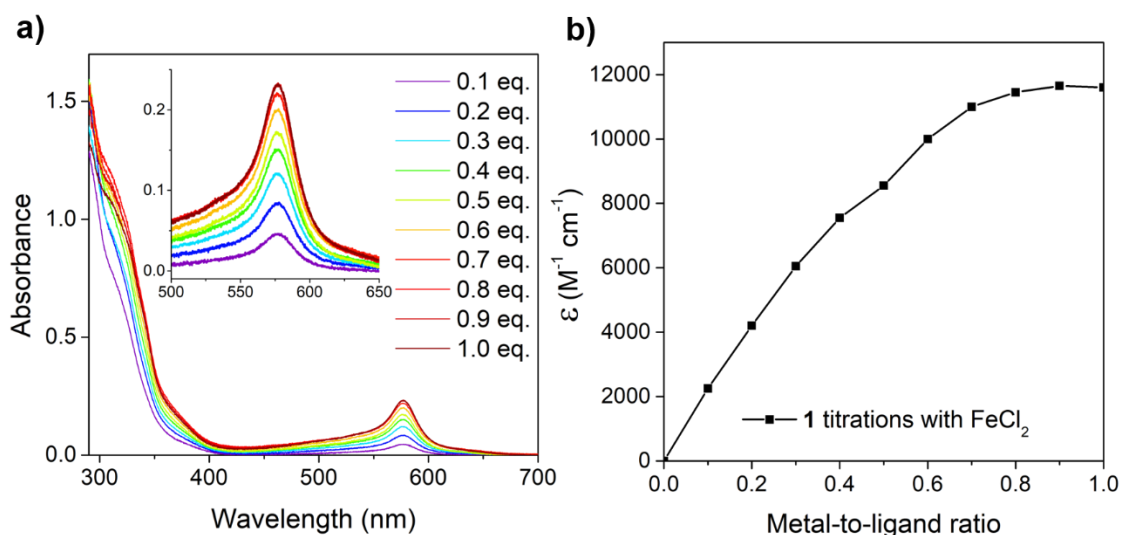 a)
Absorbance
1.5
1.0
0.5
0.0
300
400
500
600
700
Wavelength (nm)
0.2
0.1
0.0
500
550
600
650
0.1 eq.
0.2 eq.
0.3 eq.
0.4 eq.
0.5 eq.
0.6 eq.
0.7 eq.
0.8 eq.
0.9 eq.
1.0 eq.
b)
ε (M⁻¹ cm⁻¹)
12000
10000
8000
6000
4000
2000
0
0.0
0.2
0.4
0.6
0.8
1.0
Metal-to-ligand ratio
1 titrations with FeCl₂